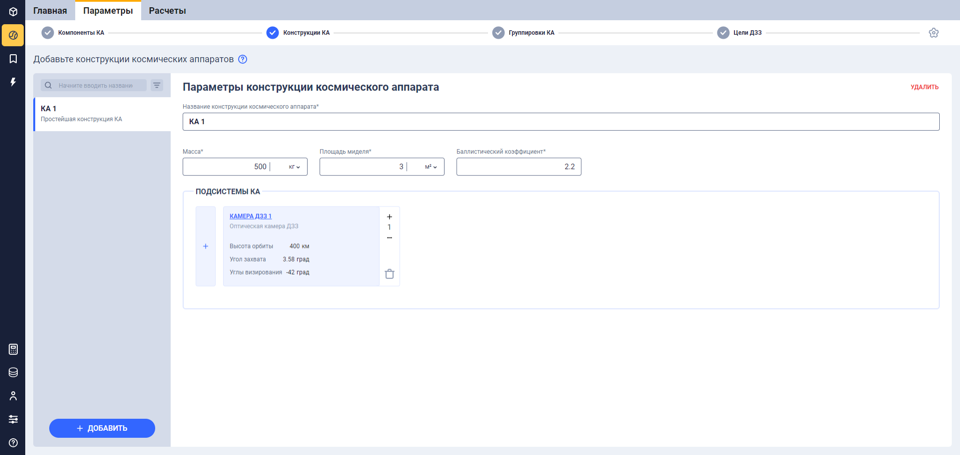 Главная Параметры Расчеты
Компоненты КА Конструкции КА Группировки КА Цели ДЗЗ
Добавьте конструкции космических аппаратов ?
Начните вводить названи
КА 1
Простейшая конструкция КА
+ ДОБАВИТЬ
Параметры конструкции космического аппарата
УДАЛИТЬ
Название конструкции космического аппарата*
КА 1
Масса* Площадь миделя* Баллистический коэффициент*
500 кг 3 м² 2.2
ПОДСИСТЕМЫ КА
+
КАМЕРА ДЗЗ 1
Оптическая камера ДЗЗ
Высота орбиты 400 км
Угол захвата 3.58 град
Углы визирования -42 град
+
1
−